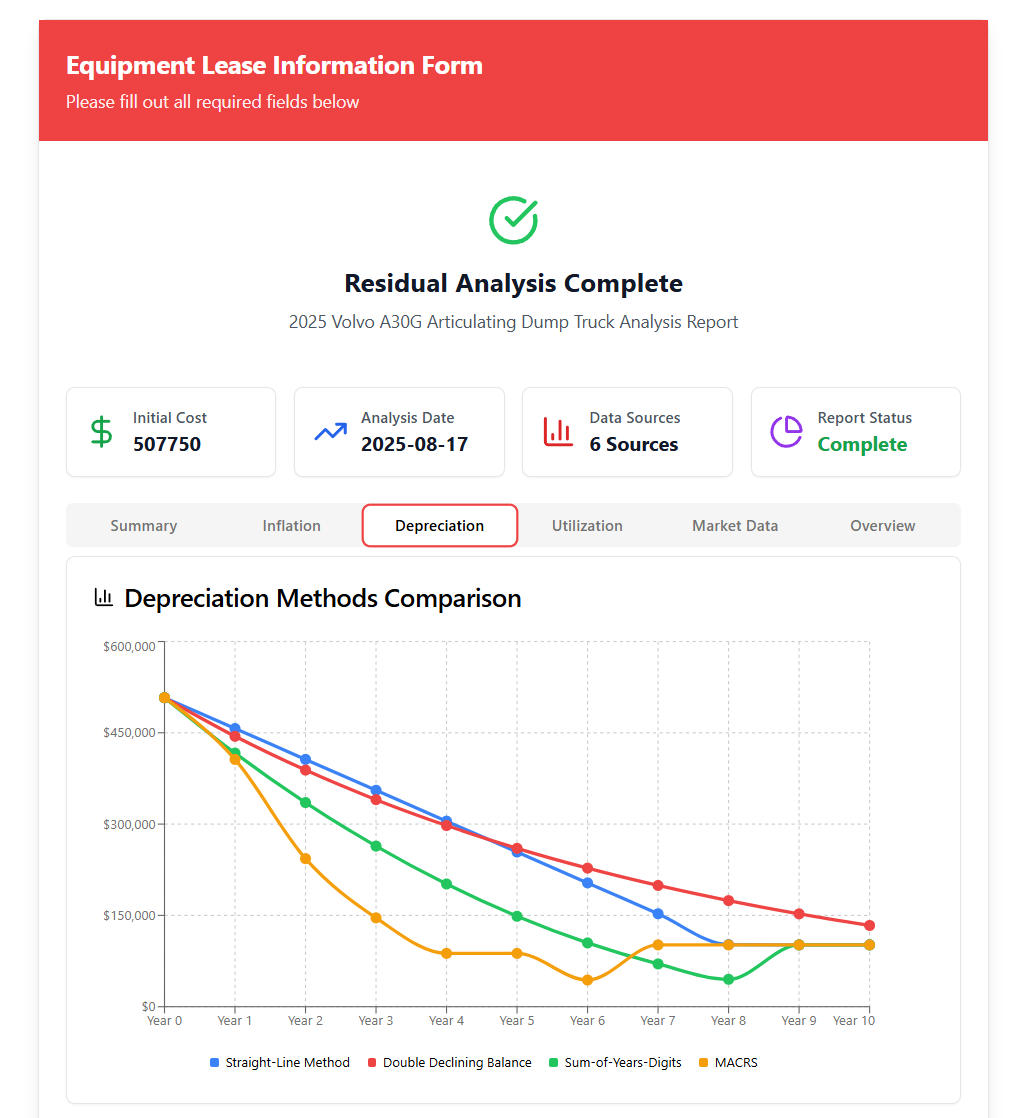 Equipment Lease Information Form
Please fill out all required fields below
Residual Analysis Complete
2025 Volvo A30G Articulating Dump Truck Analysis Report
Initial Cost
507750
Analysis Date
2025-08-17
Data Sources
6 Sources
Report Status
Complete
Summary Inflation Depreciation Utilization Market Data Overview
Depreciation Methods Comparison
$600,000
$450,000
$300,000
$150,000
$0
Year 0 Year 1 Year 2 Year 3 Year 4 Year 5 Year 6 Year 7 Year 8 Year 9 Year 10
Straight-Line Method Double Declining Balance Sum-of-Years-Digits MACRS